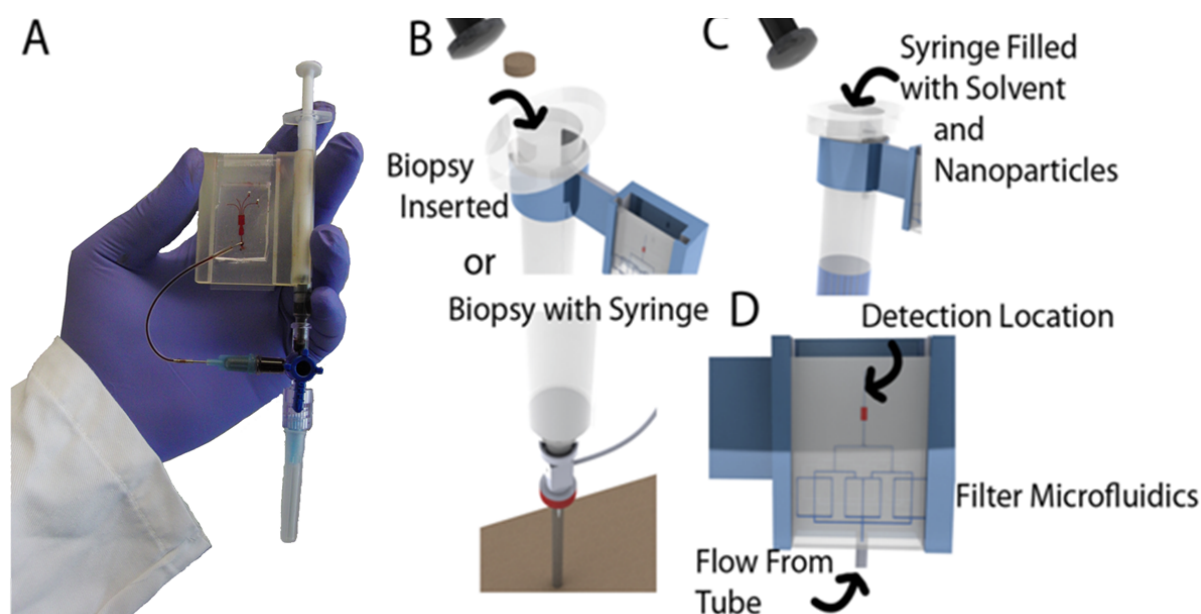 A
B
Biopsy
Inserted
or
Biopsy with Syringe
C
Syringe Filled
with Solvent
and
Nanoparticles
D
Detection Location
Filter Microfluidics
Flow From
Tube